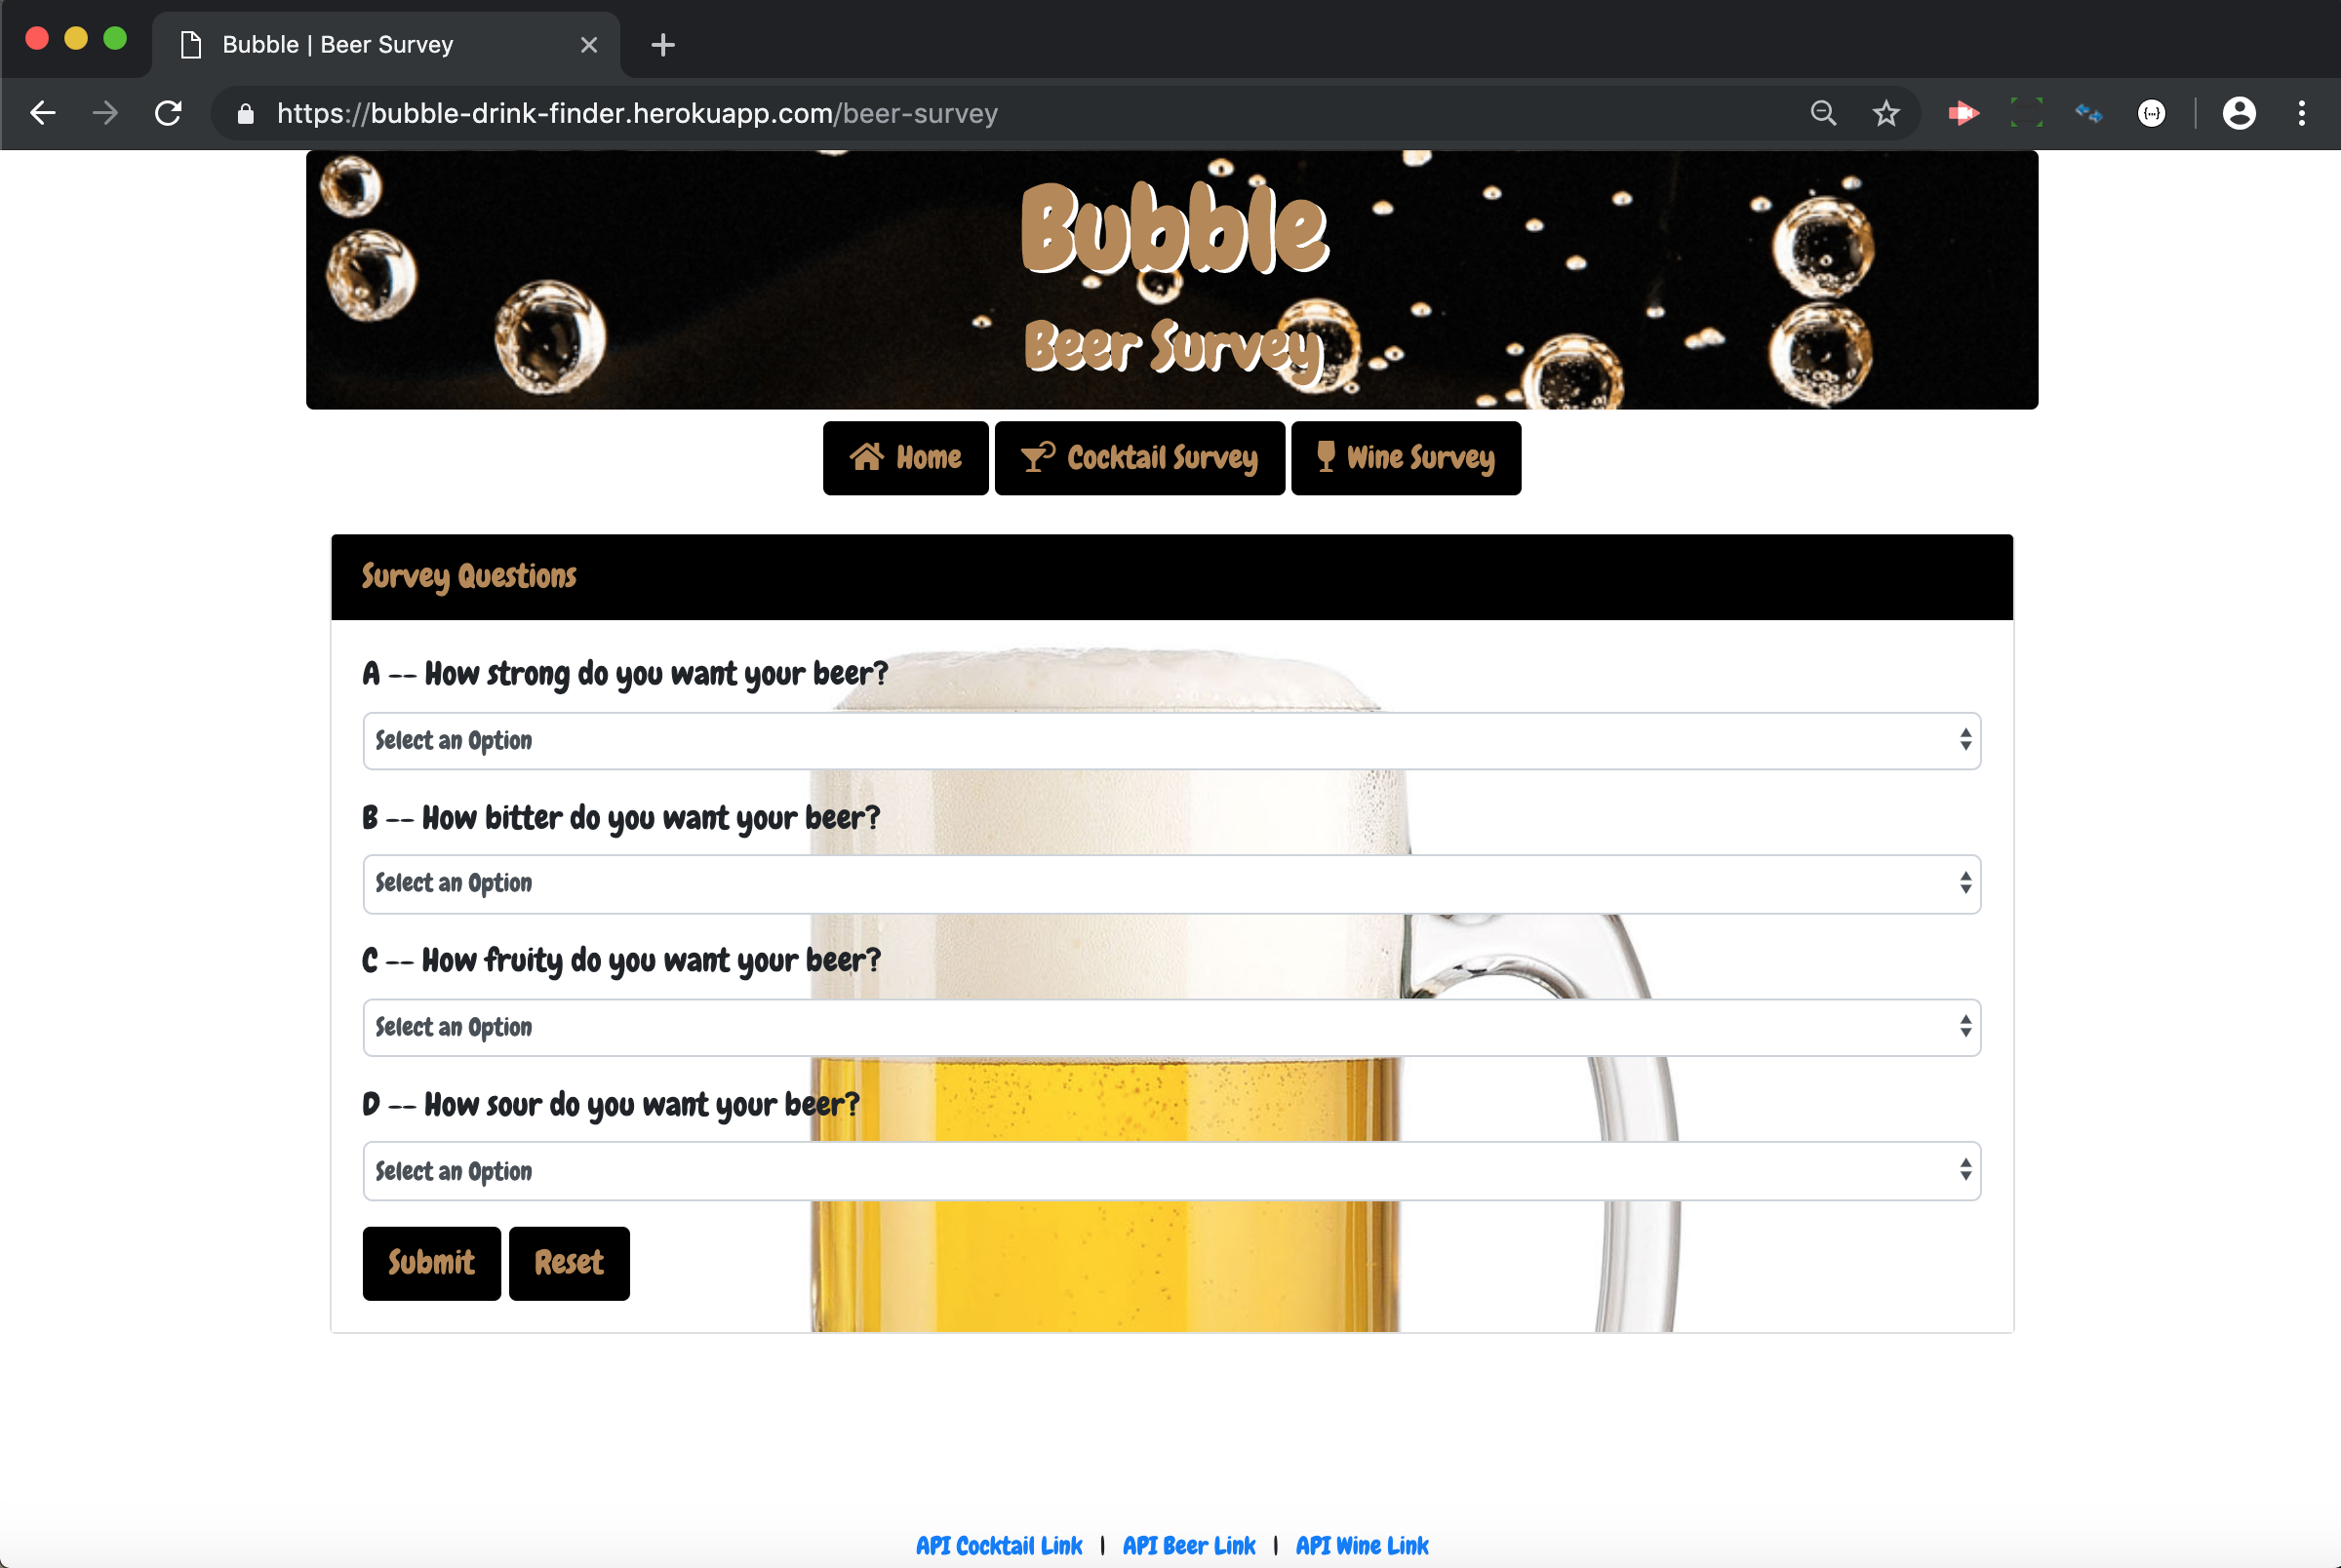 Bubble | Beer Survey
https://bubble-drink-finder.herokuapp.com/beer-survey
Bubble
Beer Survey
Home Cocktail Survey Wine Survey
Survey Questions
A -- How strong do you want your beer?
Select an Option
B -- How bitter do you want your beer?
Select an Option
C -- How fruity do you want your beer?
Select an Option
D -- How sour do you want your beer?
Select an Option
Submit Reset
API Cocktail Link | API Beer Link | API Wine Link